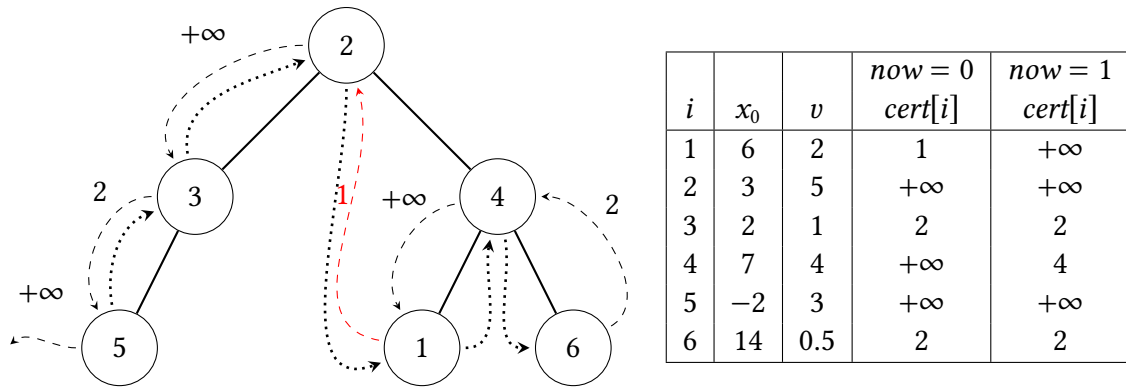 +∞
2
2
3
1
+∞
4
2
+∞
5
1
6
now = 0 now = 1
i x₀ v cert[i] cert[i]
1 6 2 1 +∞
2 3 5 +∞ +∞
3 2 1 2 2
4 7 4 +∞ 4
5 −2 3 +∞ +∞
6 14 0.5 2 2